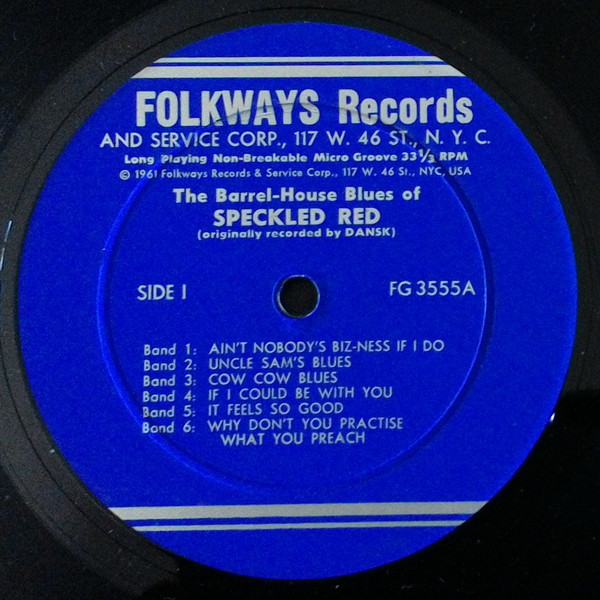 FOLKWAYS Records
AND SERVICE CORP., 117 W. 46 ST., N. Y. C.
Long Playing Non-Breakable Micro Groove 33⅓ RPM
© 1961 Folkways Records & Service Corp., 117 W. 46 St., NYC, USA
The Barrel-House Blues of
SPECKLED RED
(originally recorded by DANSK)
SIDE I
FG 3555A
Band 1: AIN'T NOBODY'S BIZ-NESS IF I DO
Band 2: UNCLE SAM'S BLUES
Band 3: COW COW BLUES
Band 4: IF I COULD BE WITH YOU
Band 5: IT FEELS SO GOOD
Band 6: WHY DON'T YOU PRACTISE
WHAT YOU PREACH